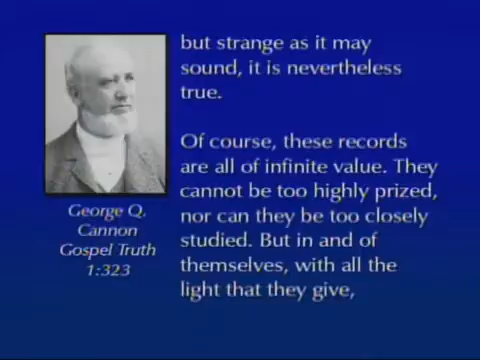 but strange as it may
sound, it is nevertheless
true.
Of course, these records
are all of infinite value. They
cannot be too highly prized,
nor can they be too closely
studied. But in and of
themselves, with all the
light that they give,
George Q.
Cannon
Gospel Truth
1:323